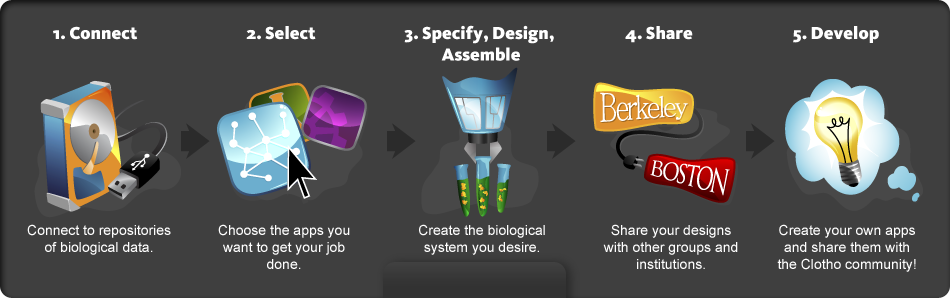 1. Connect
Connect to repositories
of biological data.
2. Select
Choose the apps you
want to get your job
done.
3. Specify, Design,
Assemble
Create the biological
system you desire.
4. Share
Berkeley
BOSTON
Share your designs
with other groups and
institutions.
5. Develop
Create your own apps
and share them with
the Clotho community!